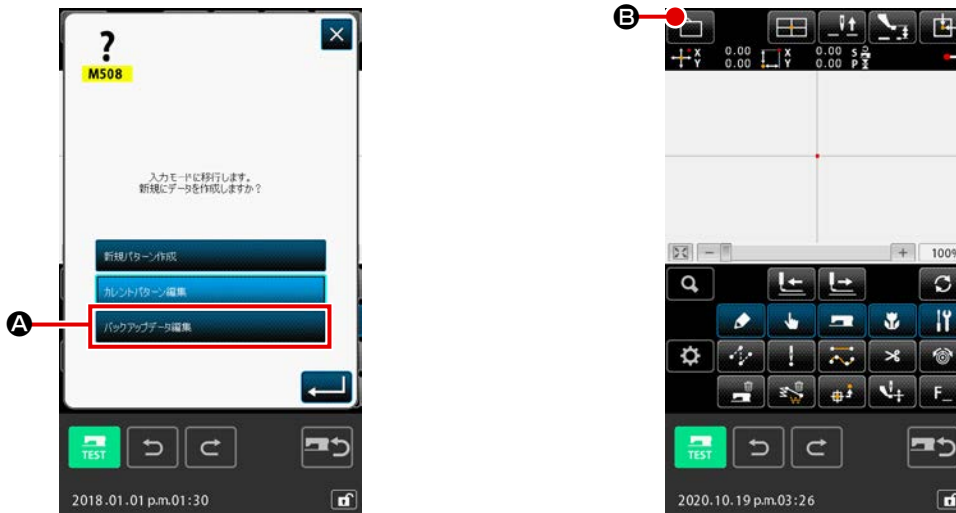 ?
M508
入力モードに移行します。
新規にデータを作成しますか？
新規パターン作成
カレントパターン編集
A
バックアップデータ編集
TEST
2018.01.01 p.m.01:30
B
X 0.00 X 0.00 S
Y 0.00 Y 0.00 P
100%
F_
TEST
2020.10.19 p.m.03:26